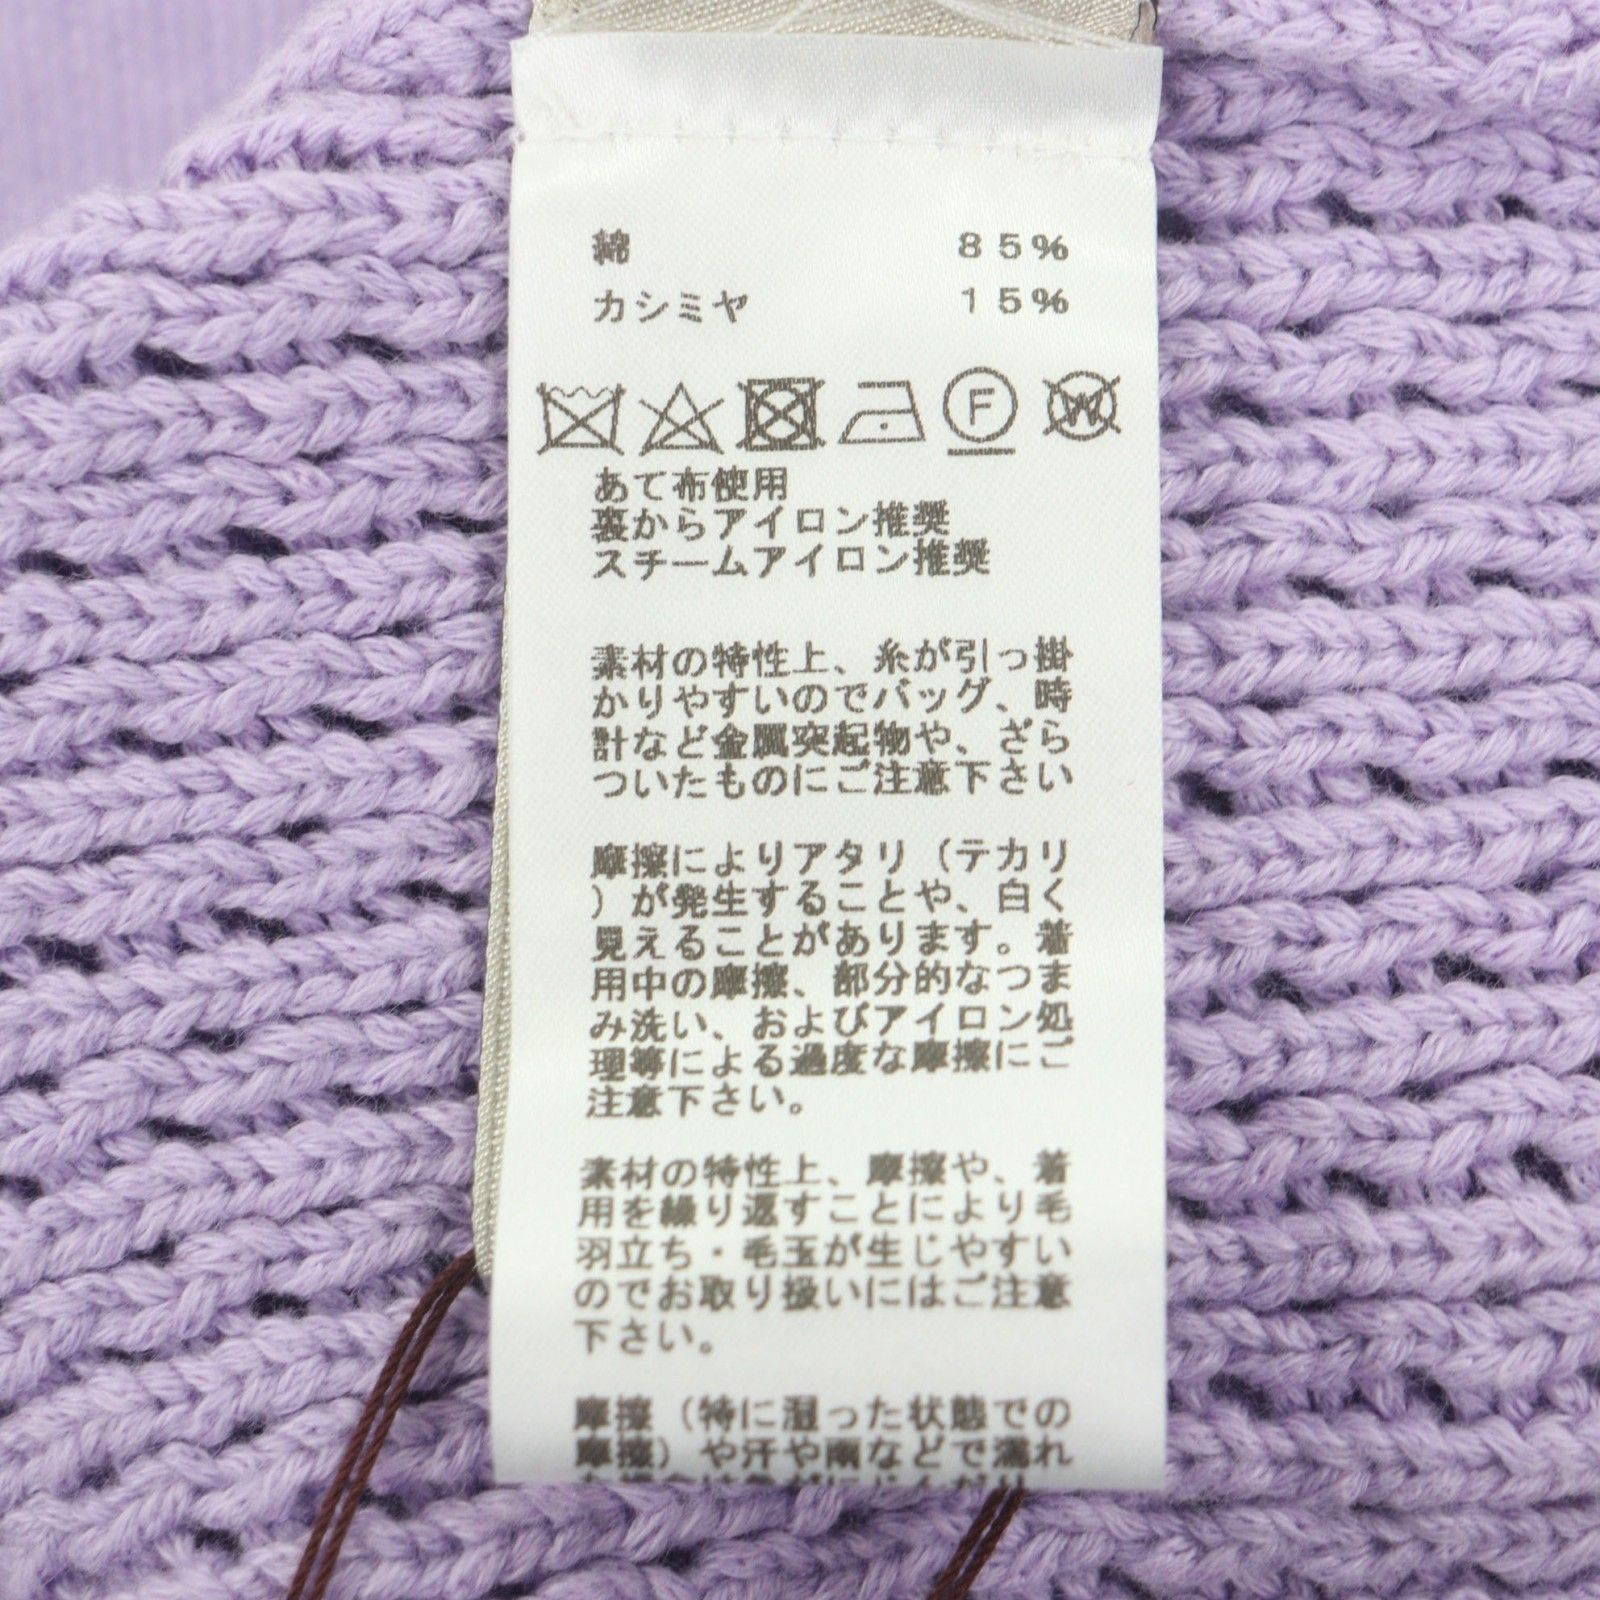 綿 85%
カシミヤ 15%
F W
あて布使用
裏からアイロン推奨
スチームアイロン推奨
素材の特性上、糸が引っ掛
かりやすいのでバッグ、時
計など金属突起物や、ざら
ついたものにご注意下さい
摩擦によりアタリ(テカリ
)が発生することや、白く
見えることがあります。着
用中の摩擦、部分的なつま
み洗い、およびアイロン処
理等による過度な摩擦にご
注意下さい。
素材の特性上、摩擦や、着
用を繰り返すことにより毛
羽立ち・毛玉が生じやすい
のでお取り扱いにはご注意
下さい。
摩擦(特に湿った状態での
摩擦)や汗や雨などで濡れ